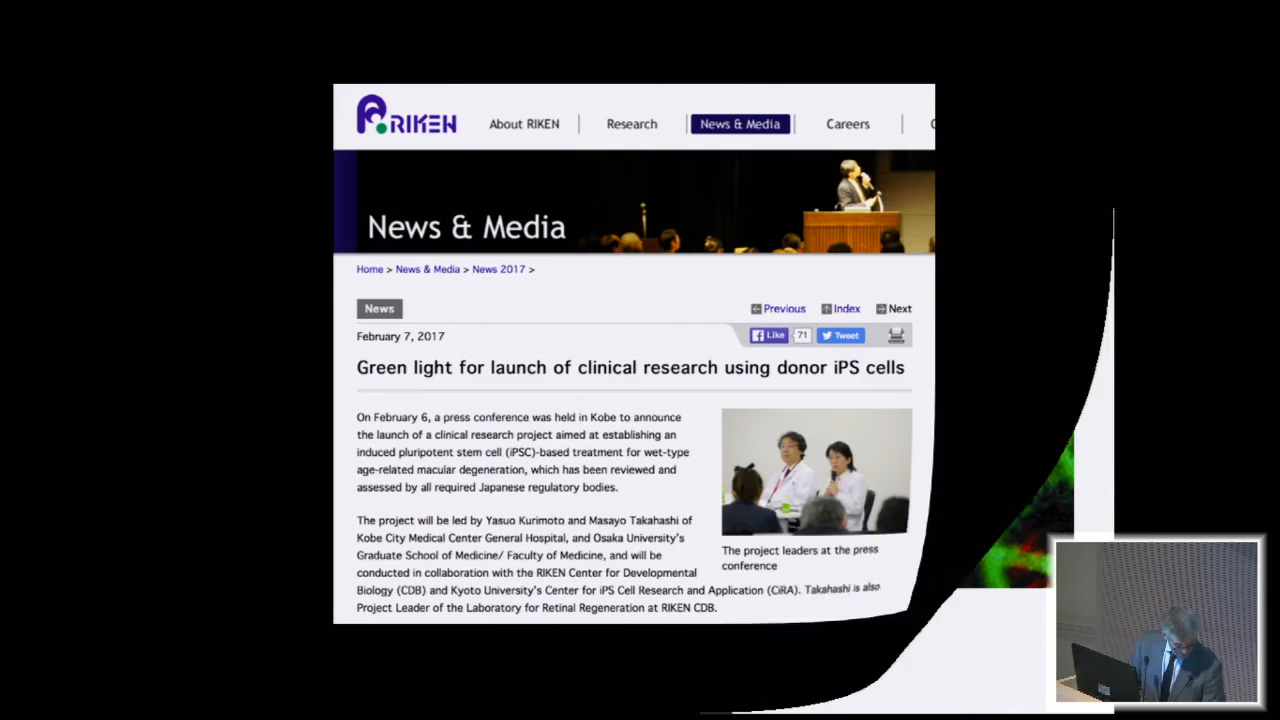 RIKEN
About RIKEN
Research
News & Media
Careers
News & Media
Home > News & Media > News 2017 >
News
Previous
Index
Next
February 7, 2017
Like
71
Tweet
Green light for launch of clinical research using donor iPS cells
On February 6, a press conference was held in Kobe to announce
the launch of a clinical research project aimed at establishing an
induced pluripotent stem cell (iPSC)-based treatment for wet-type
age-related macular degeneration, which has been reviewed and
assessed by all required Japanese regulatory bodies.
The project will be led by Yasuo Kurimoto and Masayo Takahashi of
Kobe City Medical Center General Hospital, and Osaka University's
Graduate School of Medicine/ Faculty of Medicine, and will be
conducted in collaboration with the RIKEN Center for Developmental
Biology (CDB) and Kyoto University's Center for iPS Cell Research and Application (CiRA). Takahashi is also
Project Leader of the Laboratory for Retinal Regeneration at RIKEN CDB.
The project leaders at the press
conference